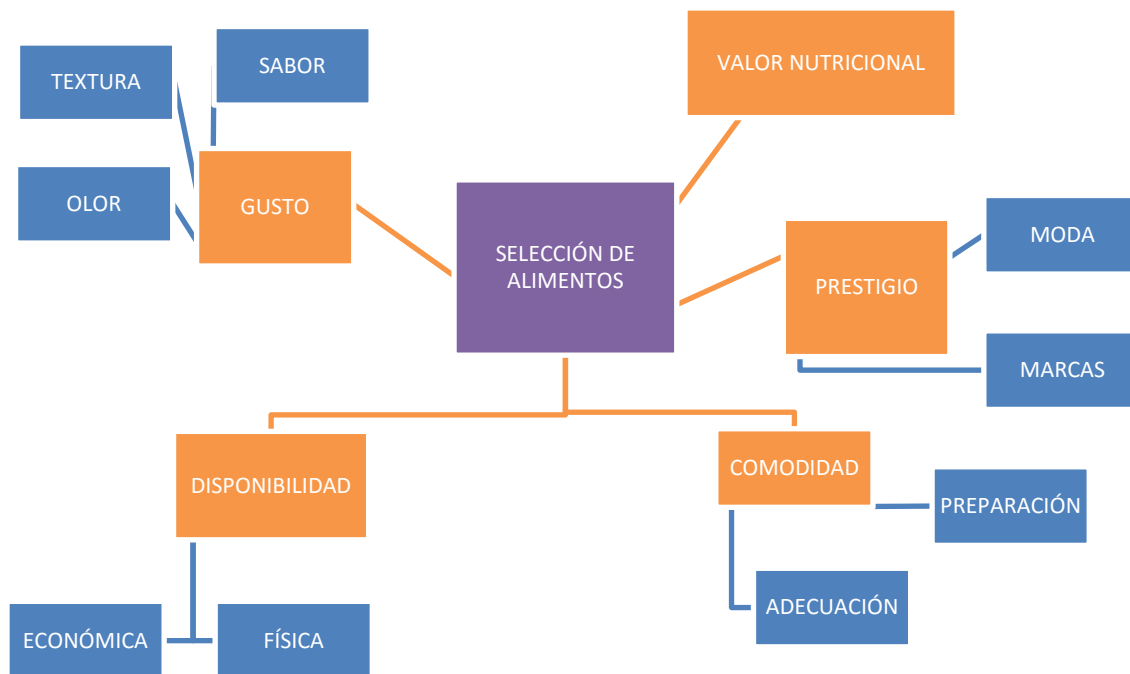 SABOR
VALOR NUTRICIONAL
TEXTURA
OLOR
GUSTO
SELECCIÓN DE
ALIMENTOS
MODA
PRESTIGIO
MARCAS
DISPONIBILIDAD
COMODIDAD
PREPARACIÓN
ADECUACIÓN
ECONÓMICA
FÍSICA